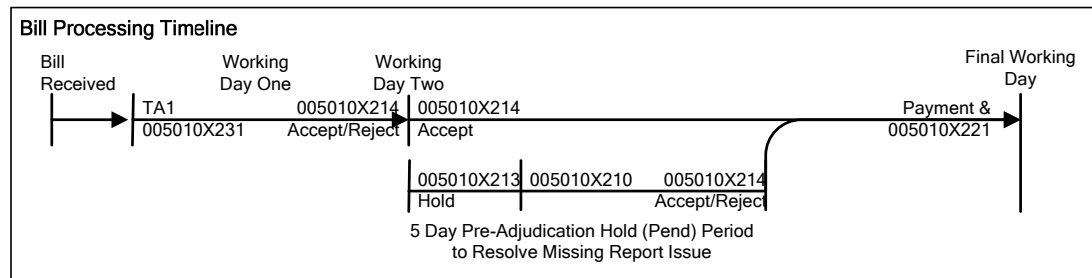 Bill Processing Timeline
Bill
Received
Working
Day One
Working
Day Two
Final Working
Day
TA1
005010X231
005010X214
Accept/Reject
005010X214
Accept
Payment &
005010X221
005010X213
Hold
005010X210
005010X214
Accept/Reject
5 Day Pre-Adjudication Hold (Pend) Period
to Resolve Missing Report Issue